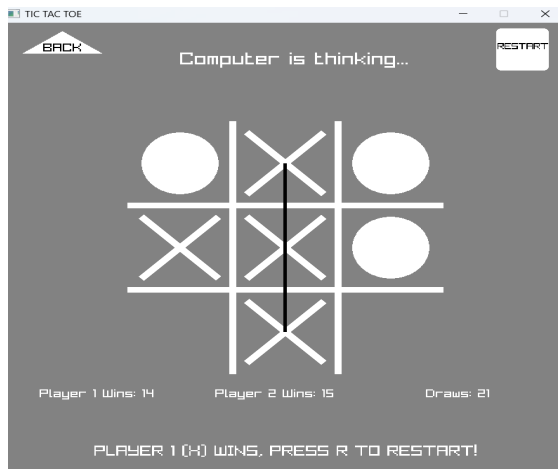 TIC TAC TOE
BACK
Computer is thinking...
RESTART
Player 1 Wins: 14
Player 2 Wins: 15
Draws: 21
PLAYER 1 (X) WINS, PRESS R TO RESTART!